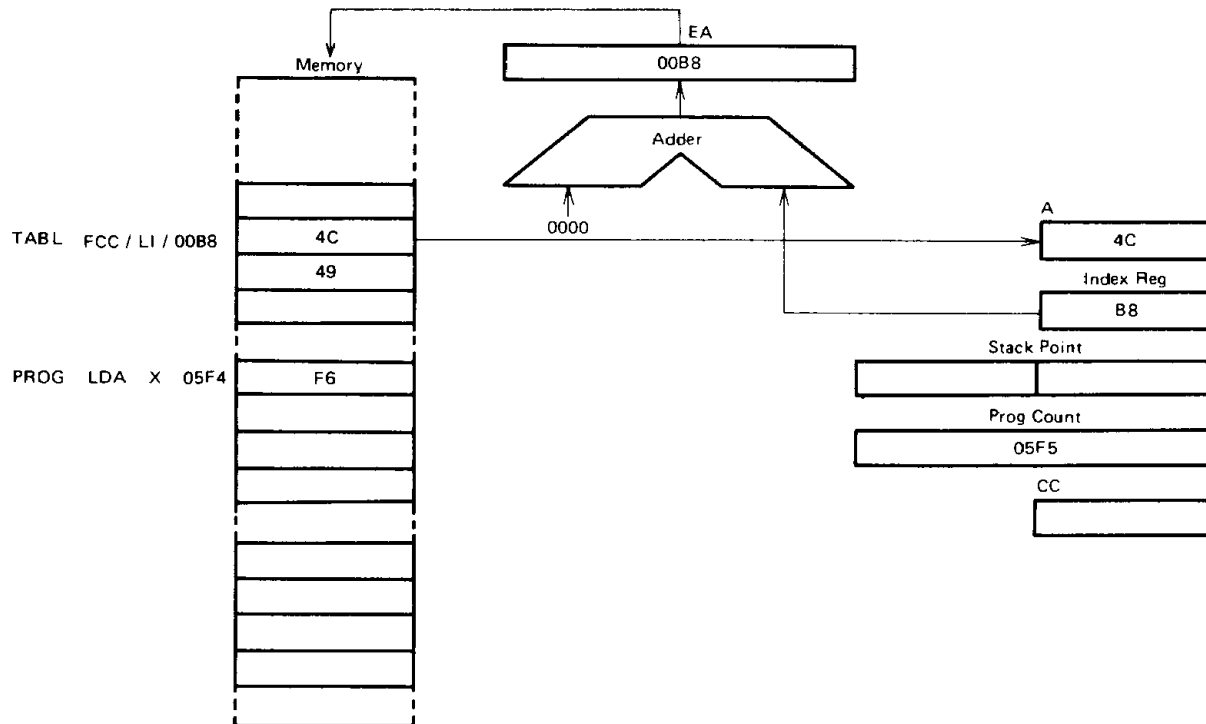 EA
00B8
Memory
Adder
0000
A
TABL FCC / LI / 00B8
4C
4C
49
Index Reg
B8
Stack Point
PROG LDA X 05F4
F6
Prog Count
05F5
CC